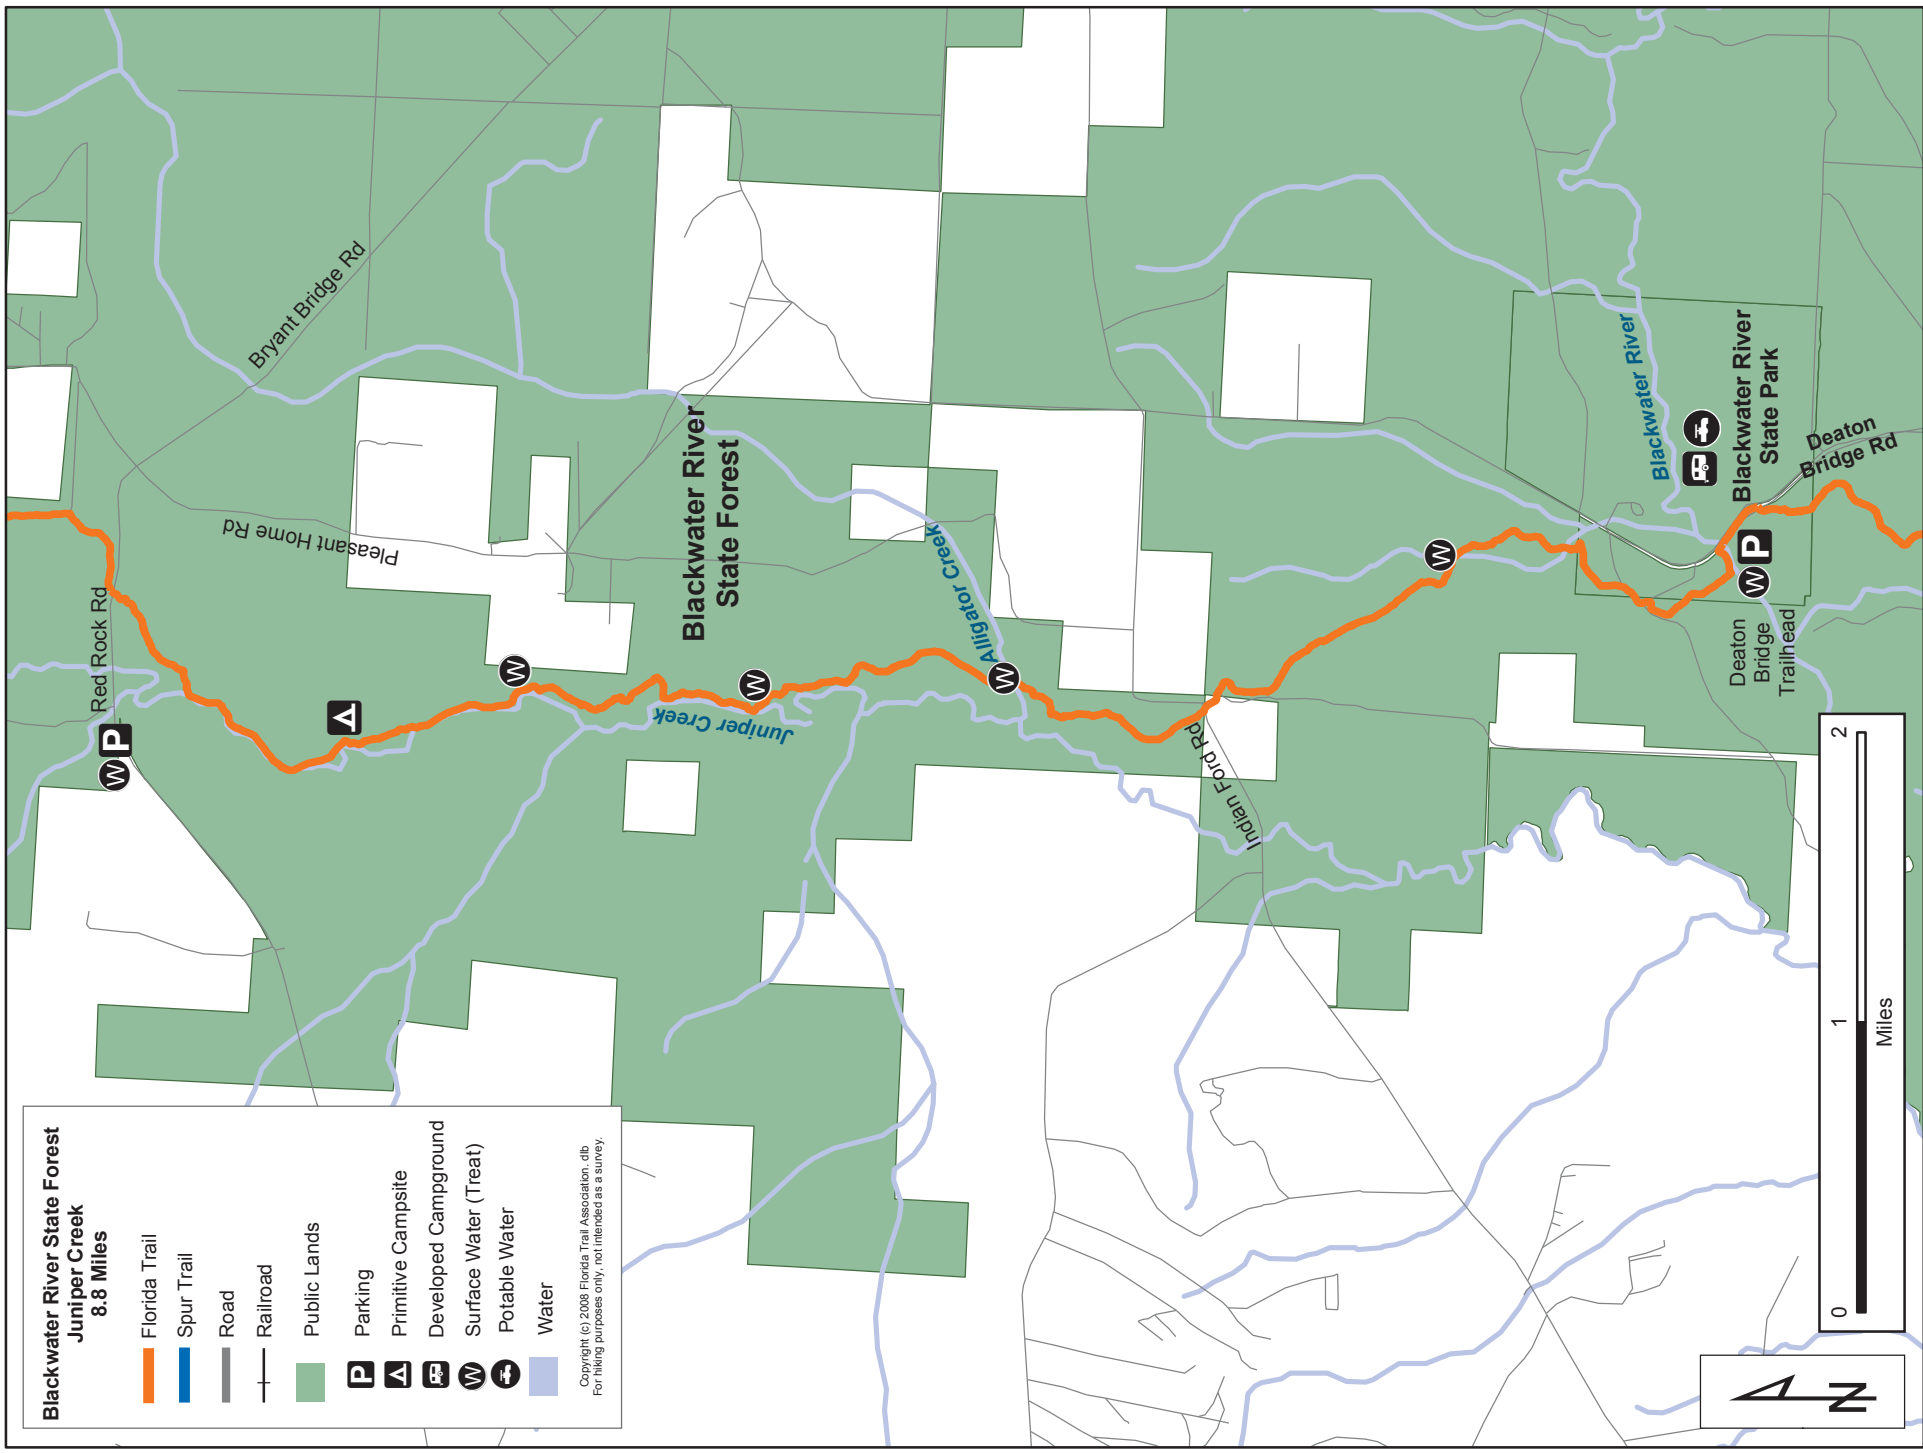 Blackwater River State Forest
Juniper Creek
8.8 Miles
Florida Trail
Spur Trail
Road
Railroad
Public Lands
P Parking
Primitive Campsite
Developed Campground
W Surface Water (Treat)
Potable Water
Water
Copyright (c) 2008 Florida Trail Association. dlb
For hiking purposes only, not intended as a survey.
Red Rock Rd
W P
Bryant Bridge Rd
Pleasant Home Rd
W
Blackwater River
State Forest
W
Juniper Creek
Alligator Creek
W
Indian Ford Rd
W
Blackwater River
Blackwater River
State Park
Deaton
Bridge Rd
W P
Deaton
Bridge
Trailhead
0 1 2
Miles
N